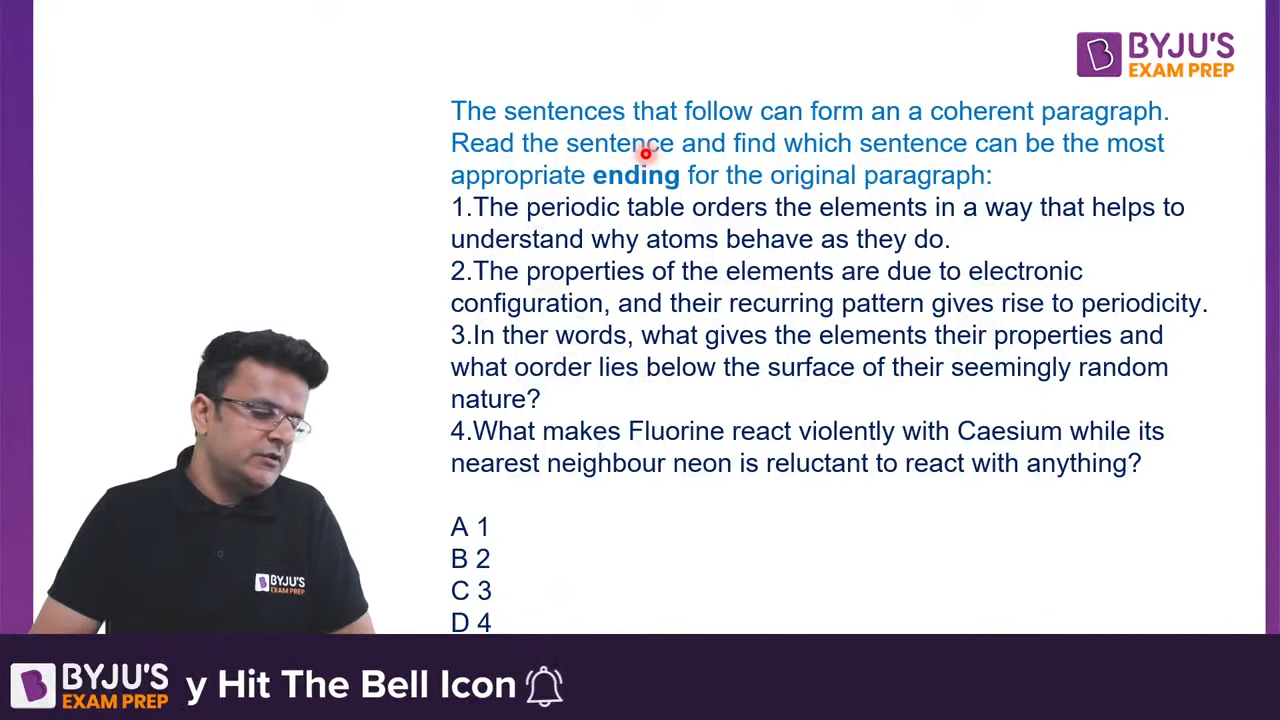 BYJU'S
EXAM PREP
The sentences that follow can form an a coherent paragraph.
Read the sentence and find which sentence can be the most
appropriate ending for the original paragraph:
1.The periodic table orders the elements in a way that helps to
understand why atoms behave as they do.
2.The properties of the elements are due to electronic
configuration, and their recurring pattern gives rise to periodicity.
3.In ther words, what gives the elements their properties and
what oorder lies below the surface of their seemingly random
nature?
4.What makes Fluorine react violently with Caesium while its
nearest neighbour neon is reluctant to react with anything?
A 1
B 2
C 3
D 4
BYJU'S
EXAM PREP
BYJU'S
EXAM PREP
y Hit The Bell Icon